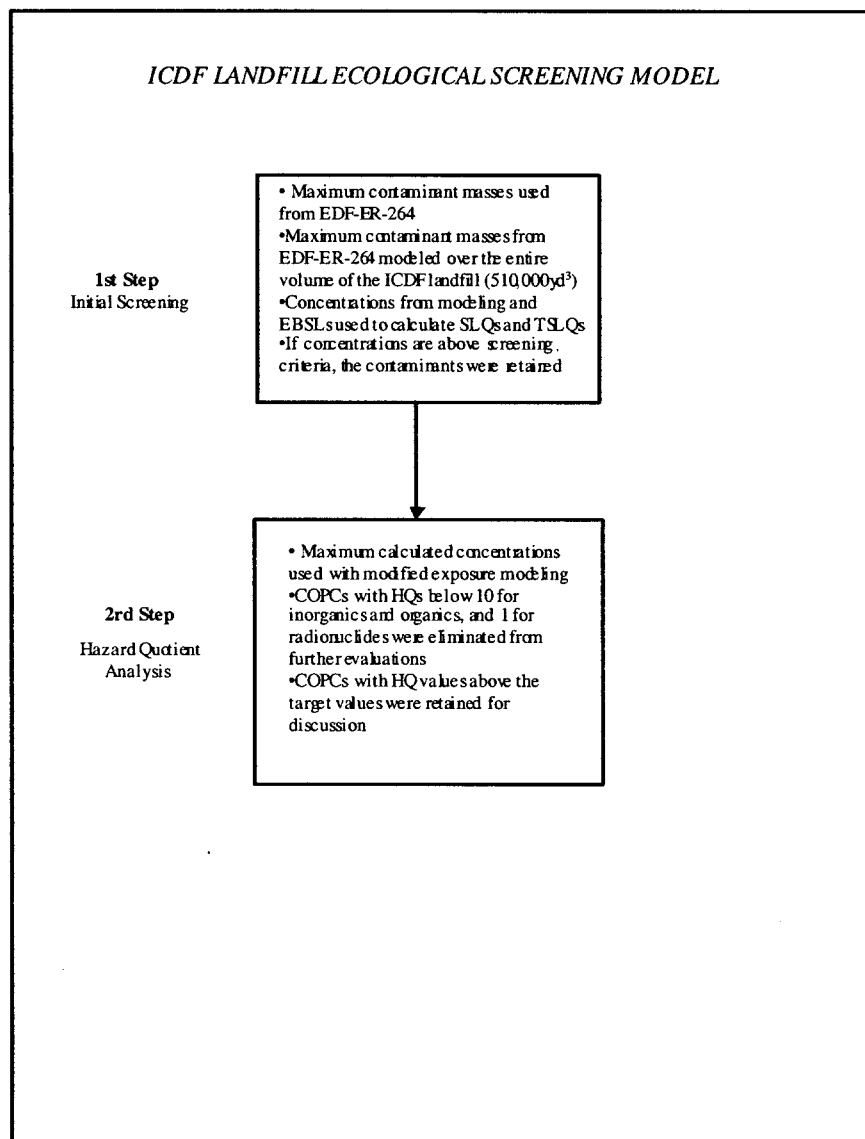 ICDF LANDFILL ECOLOGICAL SCREENING MODEL
1st Step
Initial Screening
• Maximum contaminant masses used
from EDF-ER-264
•Maximum contaminant masses from
EDF-ER-264 modeled over the entire
volume of the ICDF landfill (510,000yd³)
•Concentrations from modeling and
EBSLs used to calculate SLQs and TSLQs
•If concentrations are above screening,
criteria, the contaminants were retained
2rd Step
Hazard Quotient
Analysis
• Maximum calculated concentrations
used with modified exposure modeling
•COPCs with HQs below 10 for
inorganics and organics, and 1 for
radionuclides were eliminated from
further evaluations
•COPCs with HQ values above the
target values were retained for
discussion